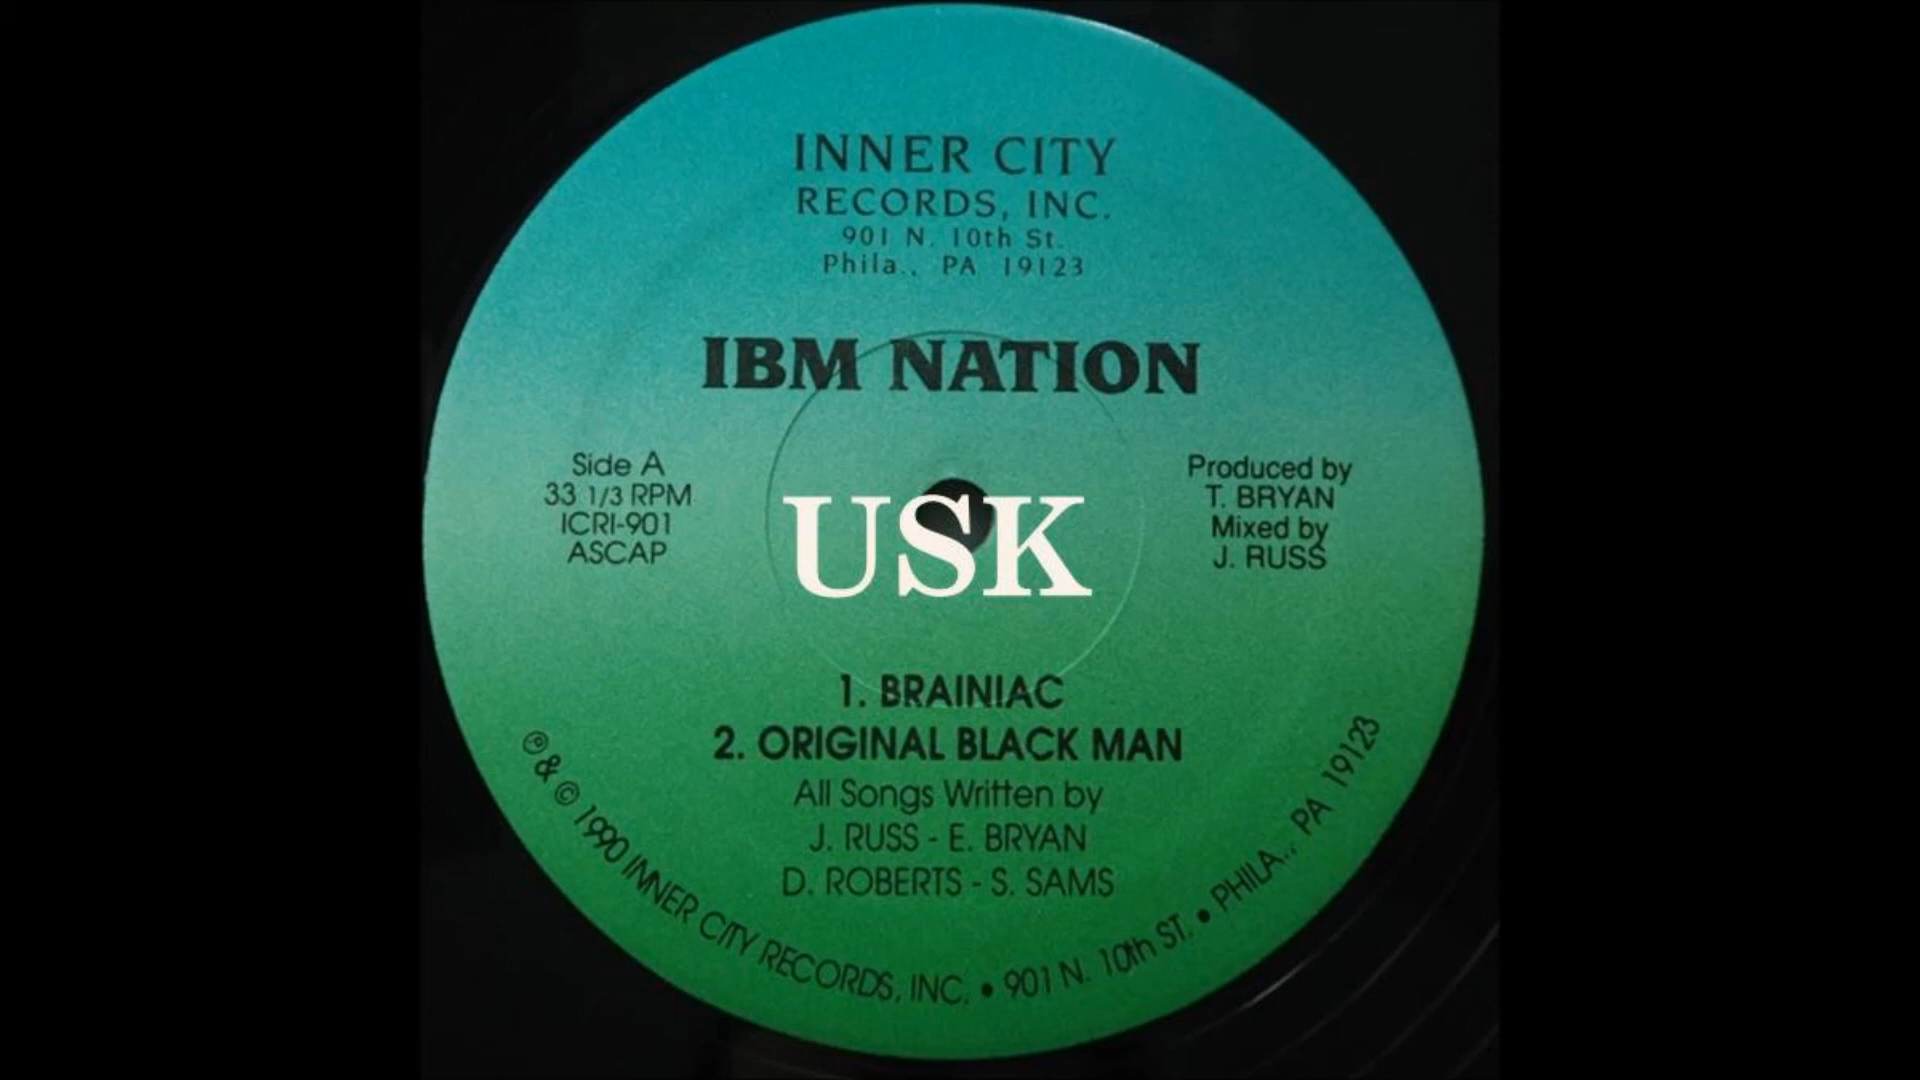 INNER CITY
RECORDS, INC.
901 N. 10th St.
Phila., PA 19123
IBM NATION
Side A
33 1/3 RPM
ICRI-901
ASCAP
Produced by
T. BRYAN
Mixed by
J. RUSS
USK
1. BRAINIAC
2. ORIGINAL BLACK MAN
All Songs Written by
J. RUSS - E. BRYAN
D. ROBERTS - S. SAMS
℗ & © 1990 INNER CITY RECORDS, INC. • 901 N. 10th ST. • PHILA., PA 19123